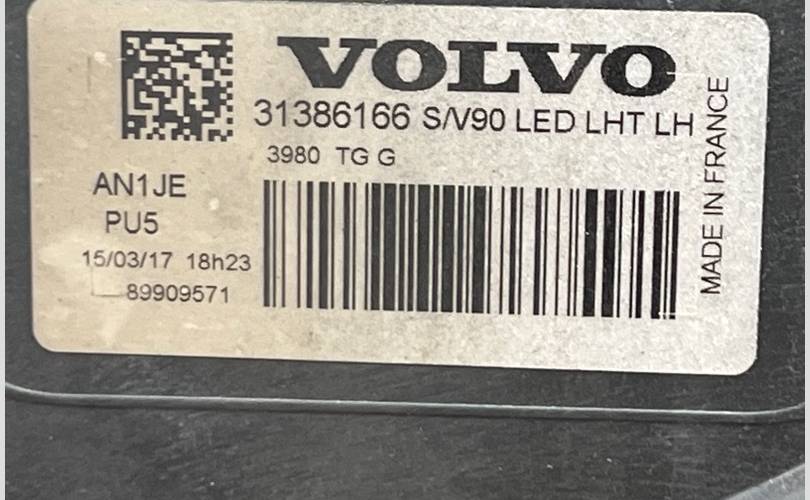 VOLVO
31386166 S/V90 LED LHT LH
3980 TG G
AN1JE
PU5
15/03/17 18h23
89909571
MADE IN FRANCE